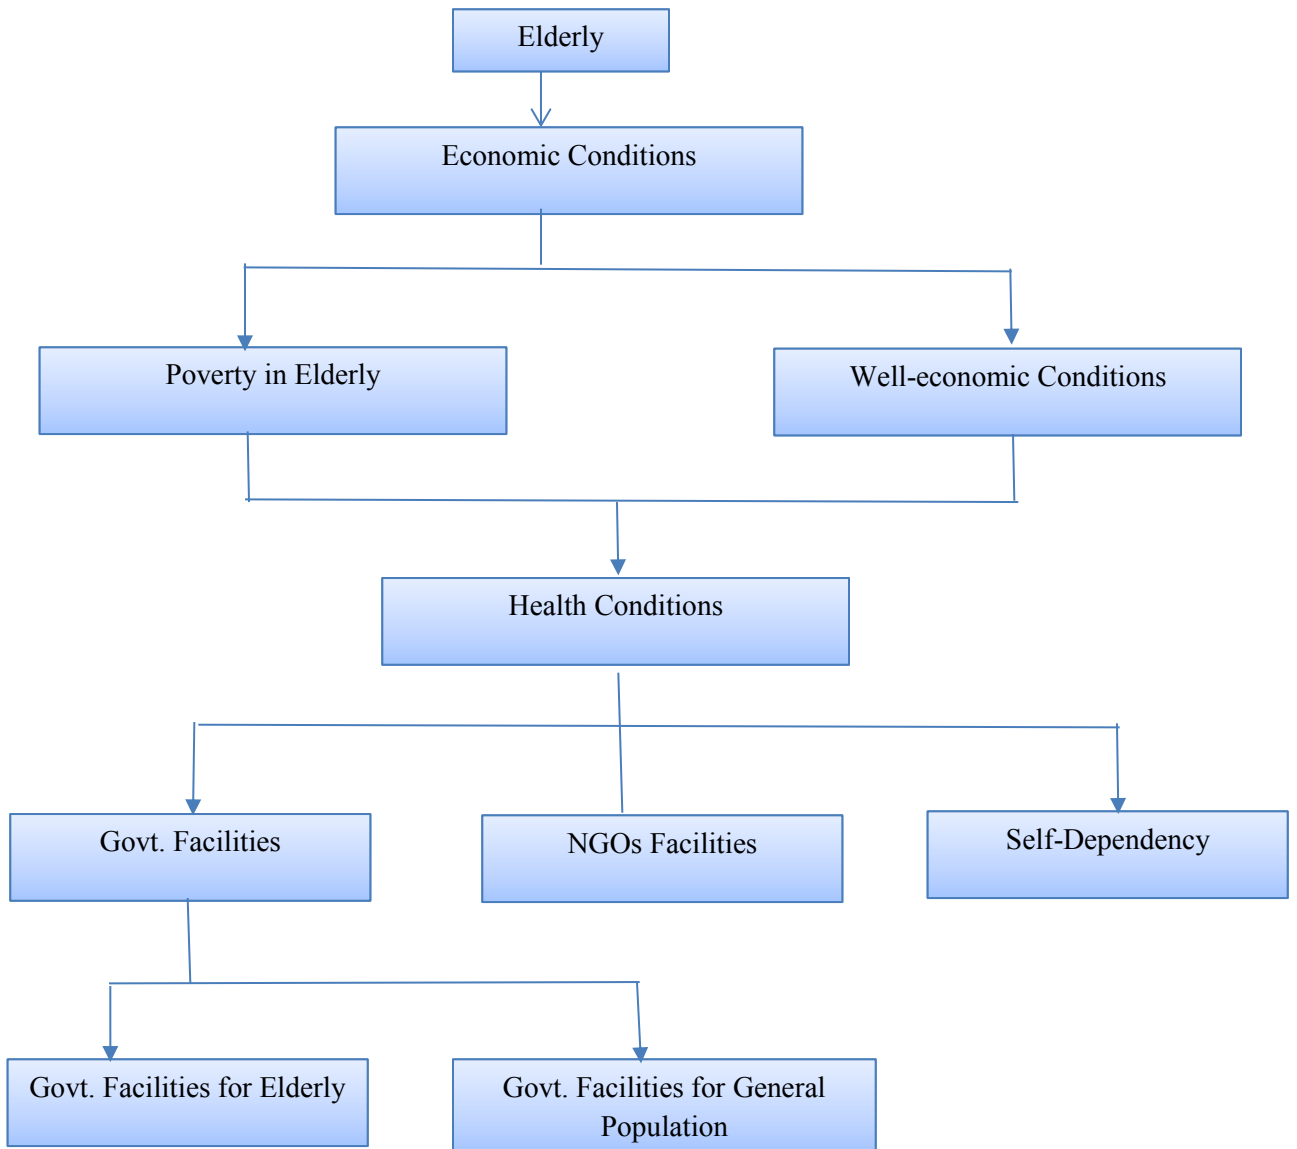 Elderly
Economic Conditions
Poverty in Elderly
Well-economic Conditions
Health Conditions
Govt. Facilities
NGOs Facilities
Self-Dependency
Govt. Facilities for Elderly
Govt. Facilities for General
Population